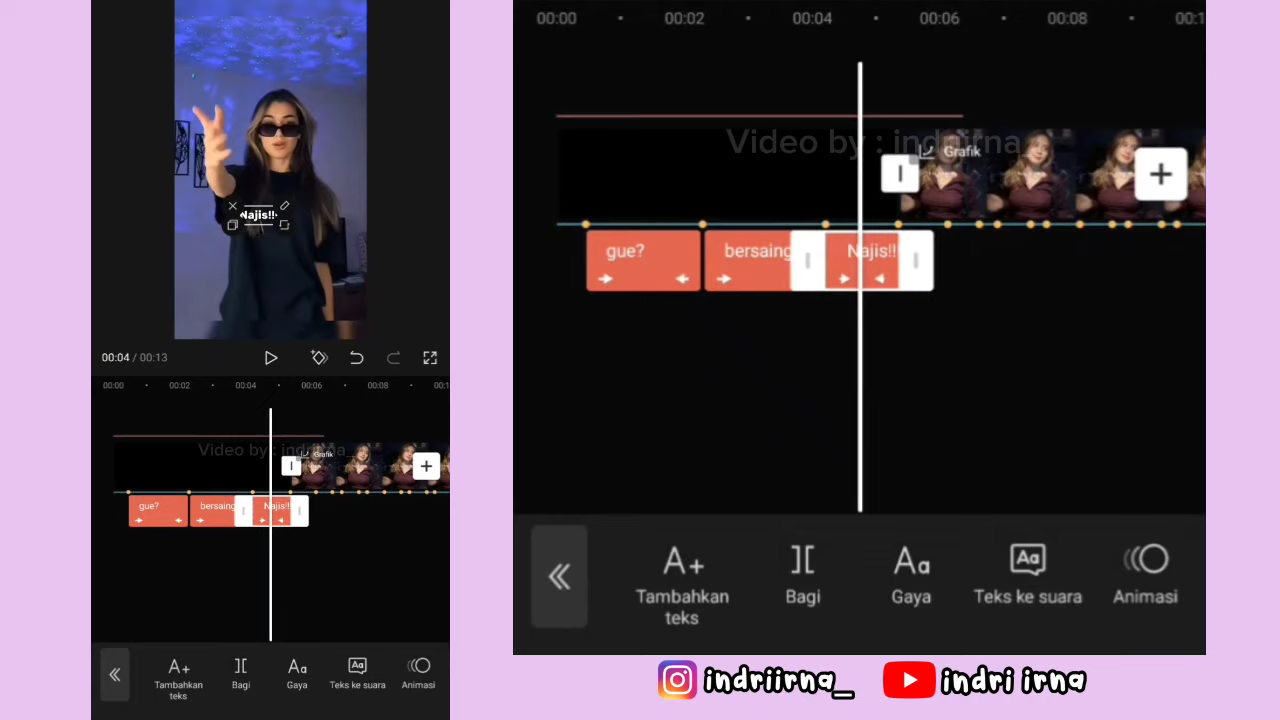 Najis!!
00:04 / 00:13
00:00
00:02
00:04
00:06
00:08
Video by : indriirna_
Grafik
gue?
bersaing
Najis!!
Tambahkan
teks
Bagi
Gaya
Teks ke suara
Animasi
00:00
00:02
00:04
00:06
00:08
Video by : indriirna_
Grafik
gue?
bersaing
Najis!!
Tambahkan
teks
Bagi
Gaya
Teks ke suara
Animasi
indriirna_
indri irna